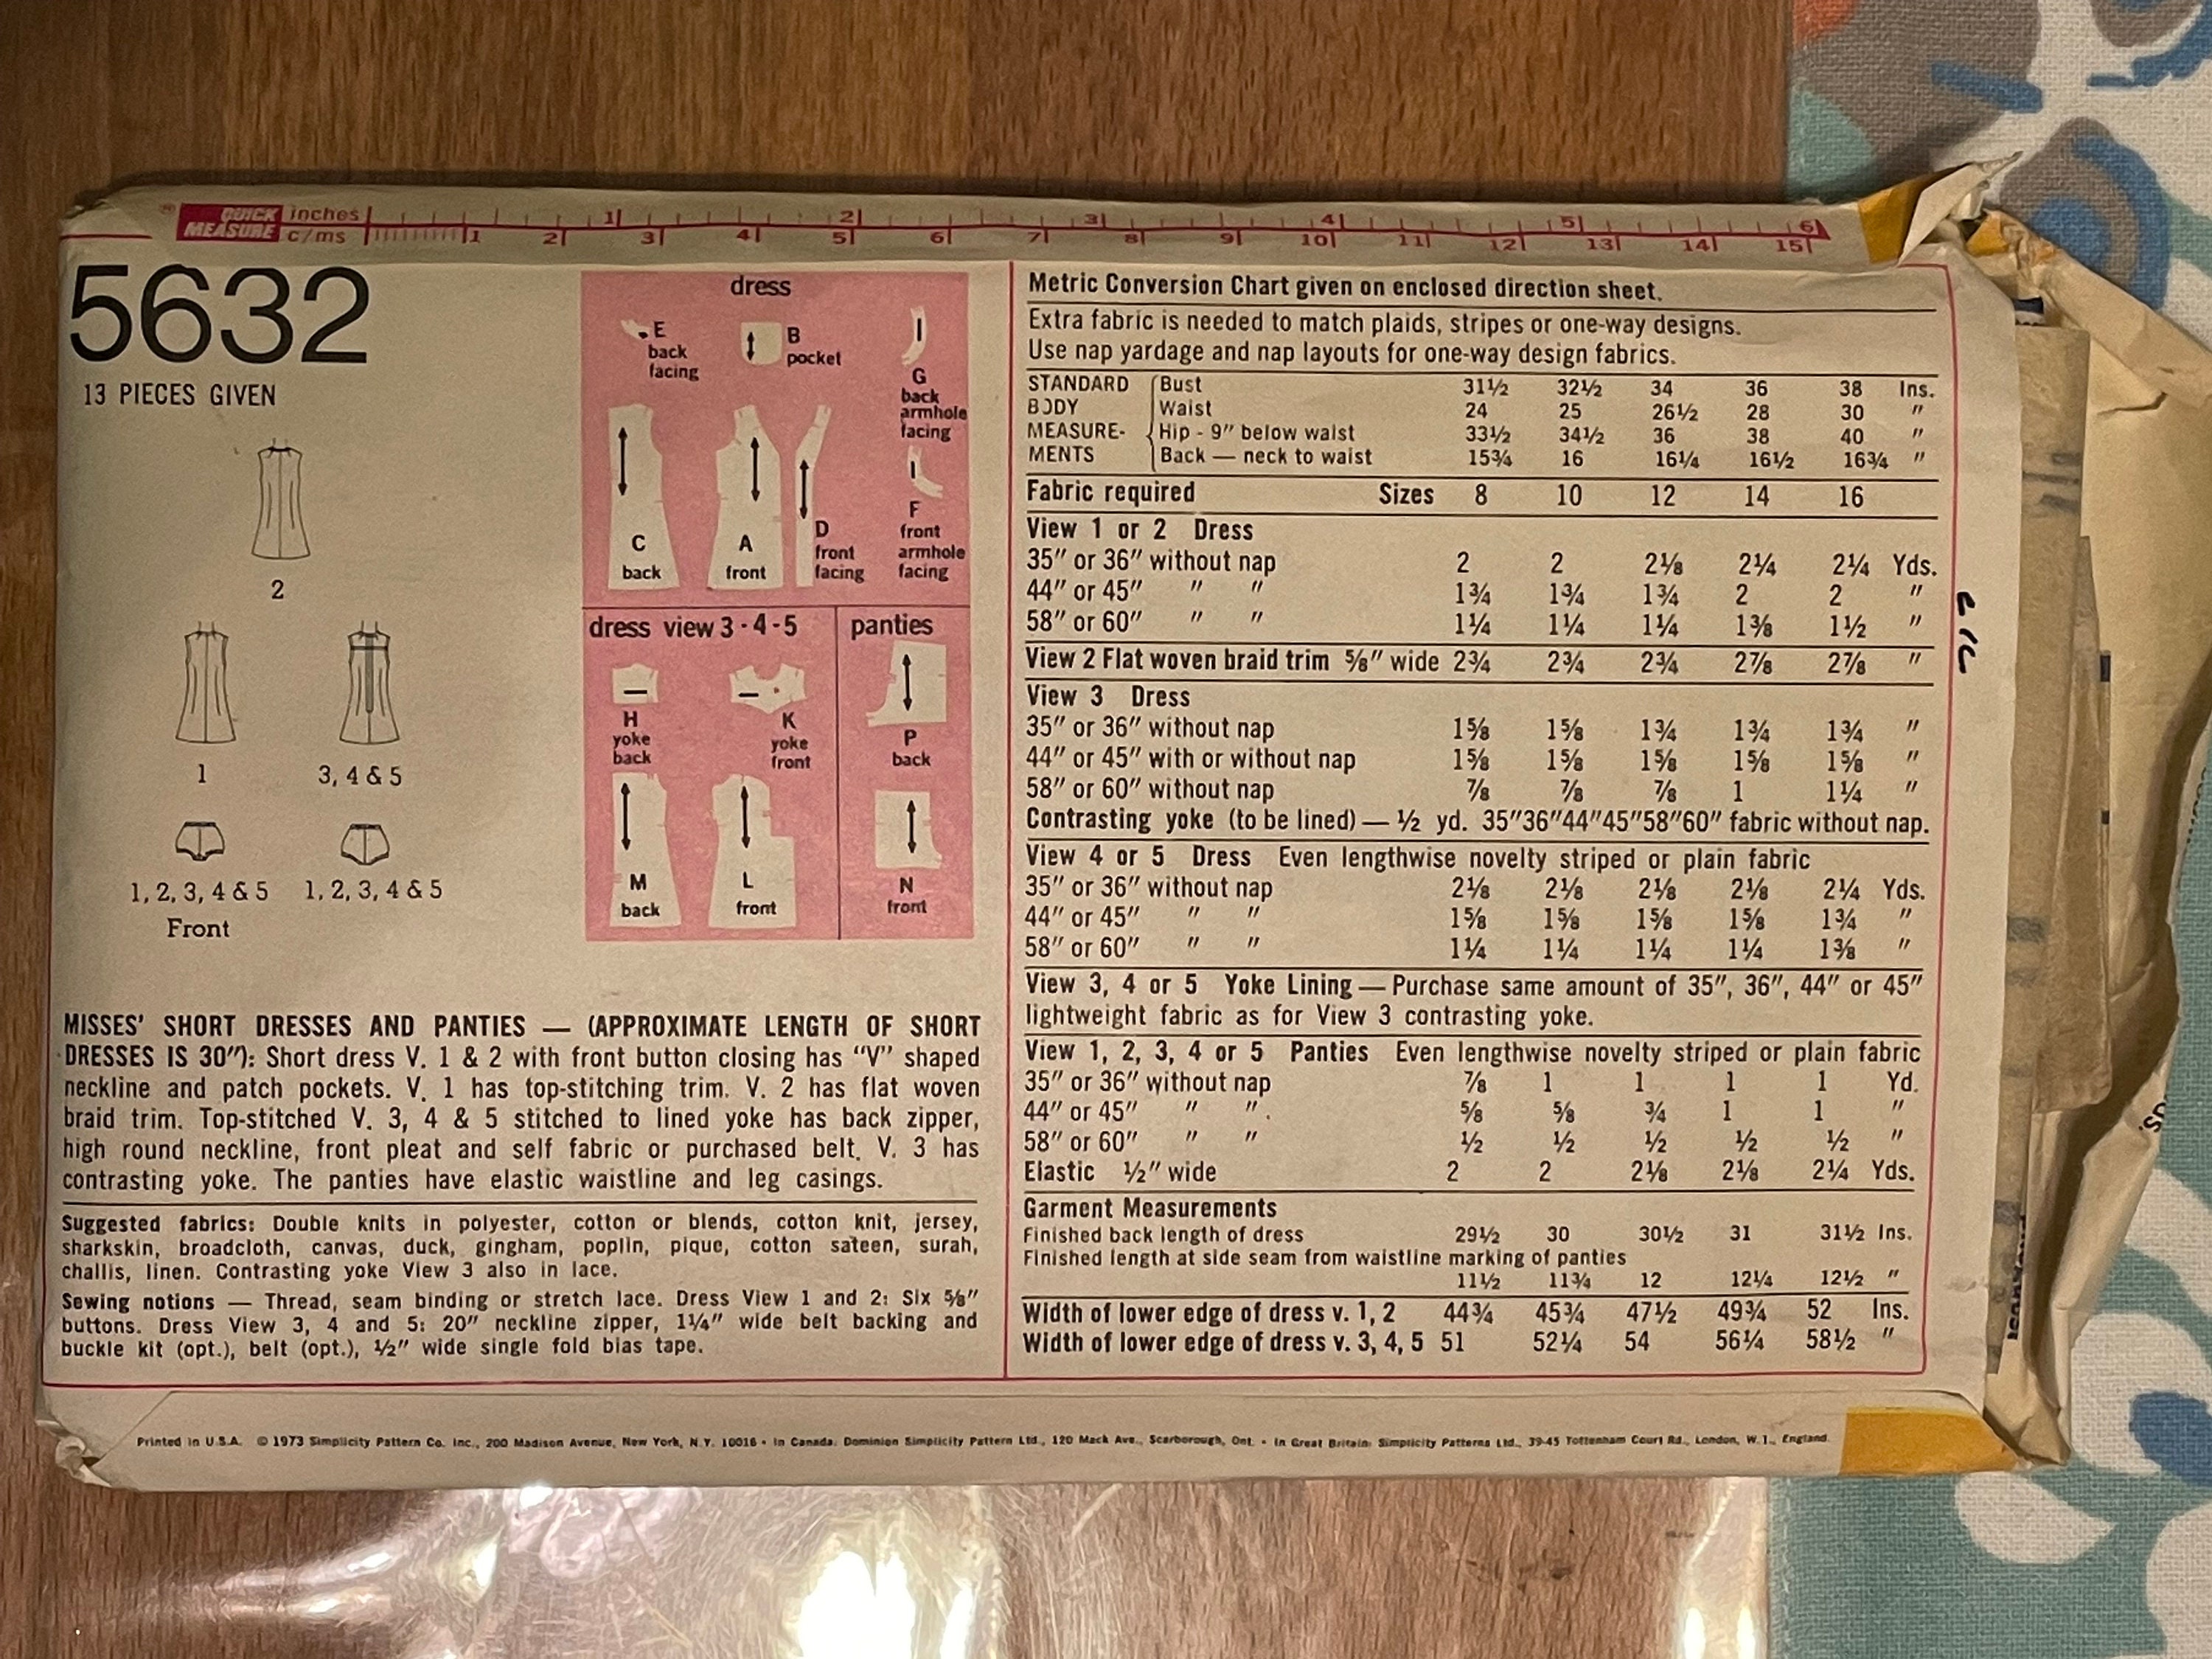 QUICK MEASURE ® inches 1 2 3 4 5 6
c/ms 1 2 3 4 5 6 7 8 9 10 11 12 13 14 15
5632
13 PIECES GIVEN
2
1
3, 4 & 5
1, 2, 3, 4 & 5
1, 2, 3, 4 & 5
Front
dress
E
back
facing
B
pocket
G
back
armhole
facing
C
back
A
front
D
front
facing
F
front
armhole
facing
dress view 3 - 4 - 5
H
yoke
back
K
yoke
front
M
back
L
front
panties
P
back
N
front
MISSES' SHORT DRESSES AND PANTIES — (APPROXIMATE LENGTH OF SHORT
DRESSES IS 30"): Short dress V. 1 & 2 with front button closing has "V" shaped
neckline and patch pockets. V. 1 has top-stitching trim. V. 2 has flat woven
braid trim. Top-stitched V. 3, 4 & 5 stitched to lined yoke has back zipper,
high round neckline, front pleat and self fabric or purchased belt. V. 3 has
contrasting yoke. The panties have elastic waistline and leg casings.
Suggested fabrics: Double knits in polyester, cotton or blends, cotton knit, jersey,
sharkskin, broadcloth, canvas, duck, gingham, poplin, pique, cotton sateen, surah,
challis, linen. Contrasting yoke View 3 also in lace.
Sewing notions — Thread, seam binding or stretch lace. Dress View 1 and 2: Six ⅝"
buttons. Dress View 3, 4 and 5: 20" neckline zipper, 1¼" wide belt backing and
buckle kit (opt.), belt (opt.), ½" wide single fold bias tape.
Metric Conversion Chart given on enclosed direction sheet.
Extra fabric is needed to match plaids, stripes or one-way designs.
Use nap yardage and nap layouts for one-way design fabrics.
STANDARD Bust 31½ 32½ 34 36 38 Ins.
BODY Waist 24 25 26½ 28 30 "
MEASURE- Hip - 9" below waist 33½ 34½ 36 38 40 "
MENTS Back — neck to waist 15¾ 16 16¼ 16½ 16¾ "
Fabric required Sizes 8 10 12 14 16
View 1 or 2 Dress
35" or 36" without nap 2 2 2⅛ 2¼ 2¼ Yds.
44" or 45" " " 1¾ 1¾ 1¾ 2 2 "
58" or 60" " " 1¼ 1¼ 1¼ 1⅜ 1½ "
View 2 Flat woven braid trim ⅝" wide 2¾ 2¾ 2¾ 2⅞ 2⅞ "
View 3 Dress
35" or 36" without nap 1⅝ 1⅝ 1¾ 1¾ 1¾ "
44" or 45" with or without nap 1⅝ 1⅝ 1⅝ 1⅝ 1⅝ "
58" or 60" without nap ⅞ ⅞ ⅞ 1 1¼ "
Contrasting yoke (to be lined) — ½ yd. 35"36"44"45"58"60" fabric without nap.
View 4 or 5 Dress Even lengthwise novelty striped or plain fabric
35" or 36" without nap 2⅛ 2⅛ 2⅛ 2⅛ 2¼ Yds.
44" or 45" " " 1⅝ 1⅝ 1⅝ 1⅝ 1¾ "
58" or 60" " " 1¼ 1¼ 1¼ 1¼ 1⅜ "
View 3, 4 or 5 Yoke Lining — Purchase same amount of 35", 36", 44" or 45"
lightweight fabric as for View 3 contrasting yoke.
View 1, 2, 3, 4 or 5 Panties Even lengthwise novelty striped or plain fabric
35" or 36" without nap ⅞ 1 1 1 1 Yd.
44" or 45" " " ⅝ ⅝ ¾ 1 1 "
58" or 60" " " ½ ½ ½ ½ ½ "
Elastic ½" wide 2 2 2⅛ 2⅛ 2¼ Yds.
Garment Measurements
Finished back length of dress 29½ 30 30½ 31 31½ Ins.
Finished length at side seam from waistline marking of panties
11½ 11¾ 12 12¼ 12½ "
Width of lower edge of dress v. 1, 2 44¾ 45¾ 47½ 49¾ 52 Ins.
Width of lower edge of dress v. 3, 4, 5 51 52¼ 54 56¼ 58½ "
Printed in U.S.A. © 1973 Simplicity Pattern Co. Inc., 200 Madison Avenue, New York, N.Y. 10016 • In Canada: Dominion Simplicity Pattern Ltd., 120 Mack Ave., Scarborough, Ont. • In Great Britain: Simplicity Patterns Ltd., 39-45 Tottenham Court Rd., London, W.1., England.